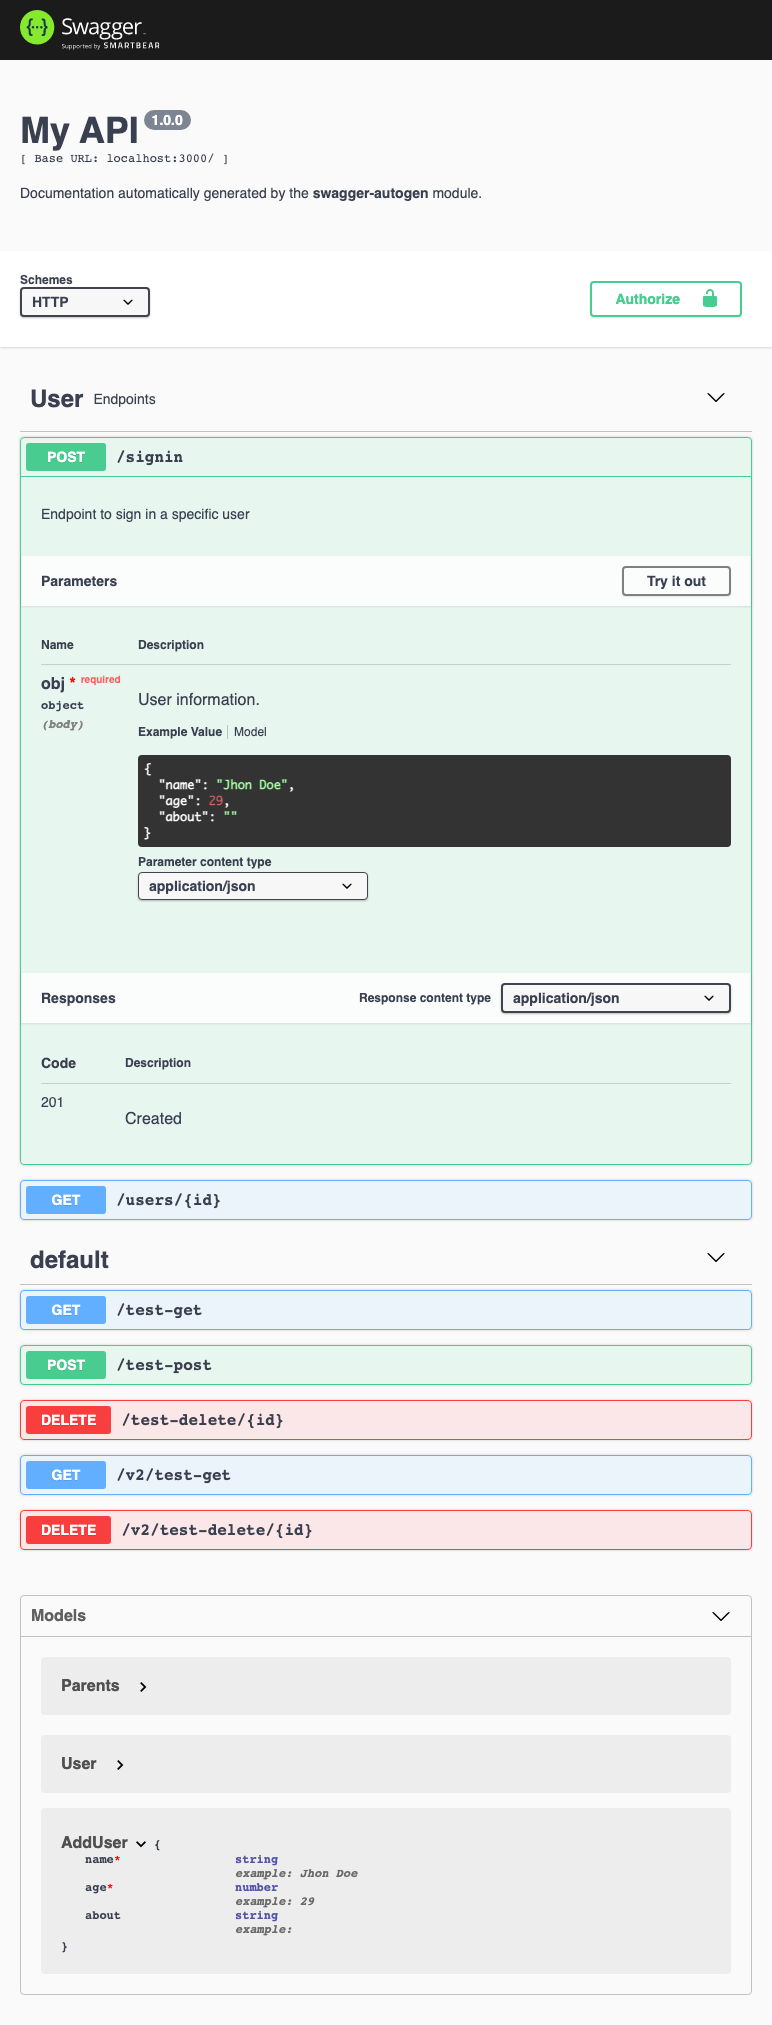 Swagger.
Supported by SMARTBEAR
My API 1.0.0
[ Base URL: localhost:3000/ ]
Documentation automatically generated by the swagger-autogen module.
Schemes
HTTP
Authorize
User Endpoints
POST /signin
Endpoint to sign in a specific user
Parameters Try it out
Name Description
obj * required
object
(body)
User information.
Example Value Model
{
"name": "Jhon Doe",
"age": 29,
"about": ""
}
Parameter content type
application/json
Responses Response content type application/json
Code Description
201
Created
GET /users/{id}
default
GET /test-get
POST /test-post
DELETE /test-delete/{id}
GET /v2/test-get
DELETE /v2/test-delete/{id}
Models
Parents
User
AddUser {
name* string
example: Jhon Doe
age* number
example: 29
about string
example:
}